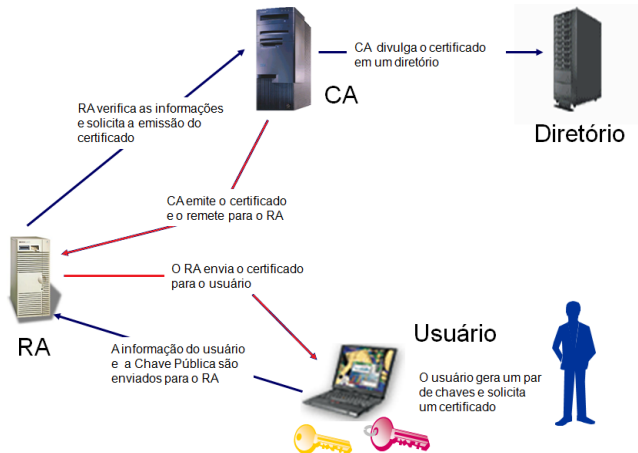 CA divulga o certificado
em um diretório
CA
Diretório
RA verifica as informações
e solicita a emissão do
certificado
CA emite o certificado
e o remete para o RA
O RA envia o certificado
para o usuário
RA
A informação do usuário
e a Chave Pública são
enviados para o RA
Usuário
O usuário gera um par
de chaves e solicita
um certificado